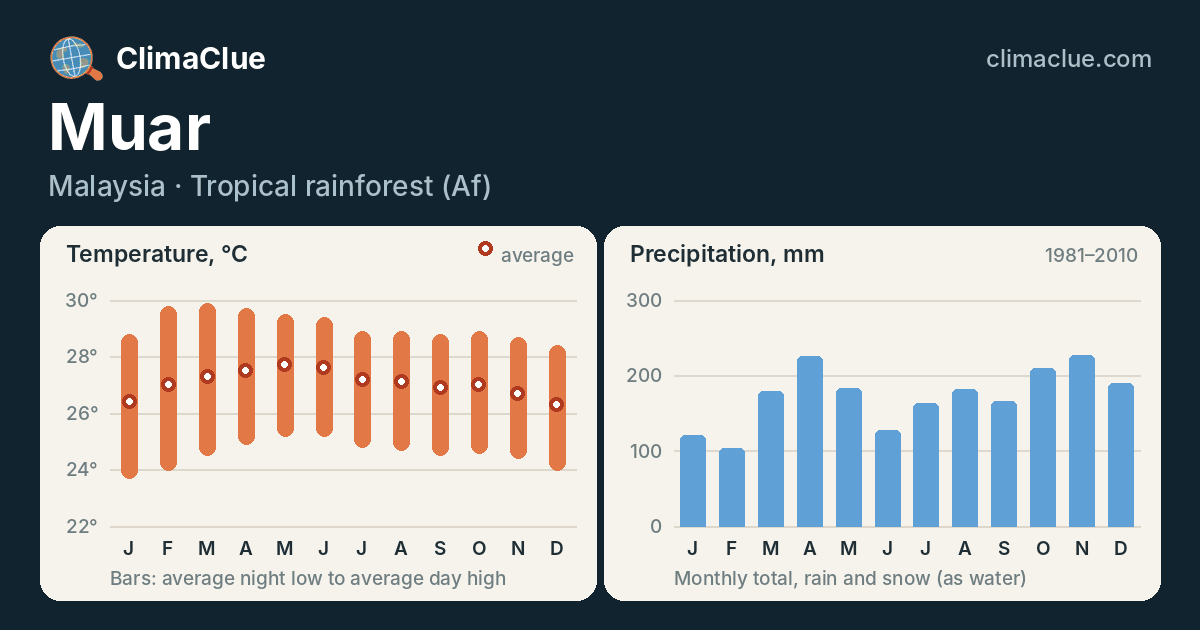 ClimaClue
climaclue.com
Muar
Malaysia · Tropical rainforest (Af)
Temperature, °C
average
30°
28°
26°
24°
22°
J F M A M J J A S O N D
Bars: average night low to average day high
Precipitation, mm
1981–2010
300
200
100
0
J F M A M J J A S O N D
Monthly total, rain and snow (as water)